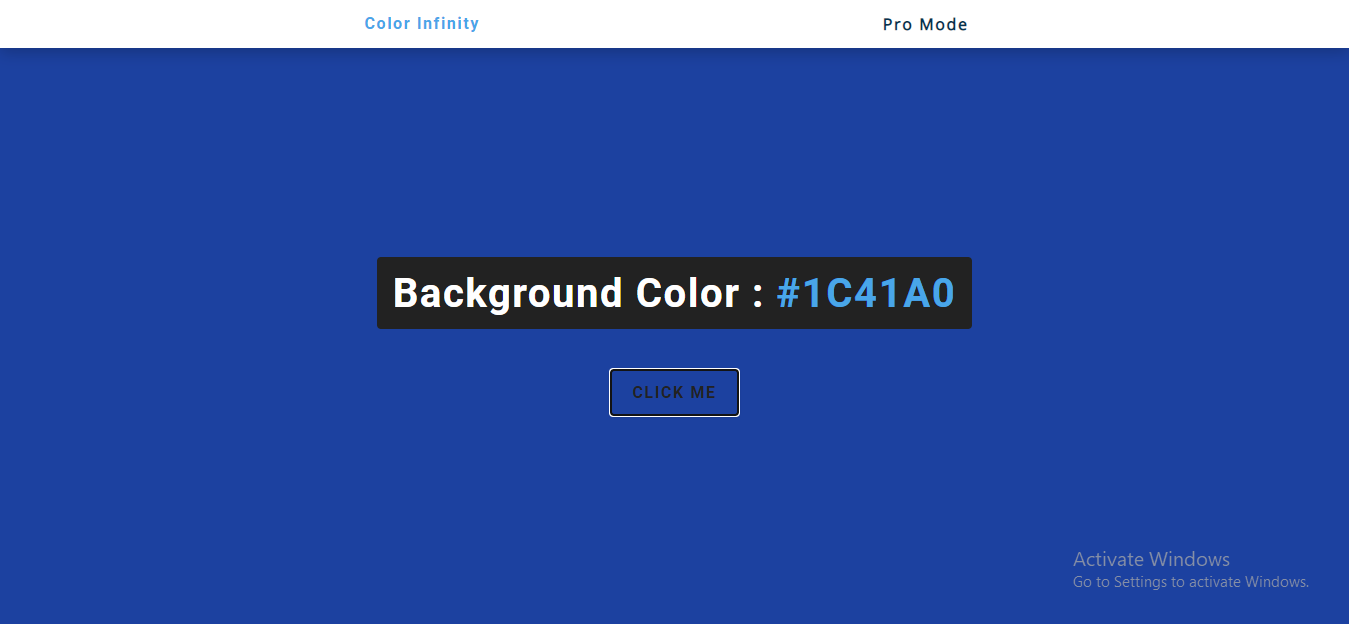 Color Infinity
Pro Mode
Background Color : #1C41A0
CLICK ME
Activate Windows
Go to Settings to activate Windows.